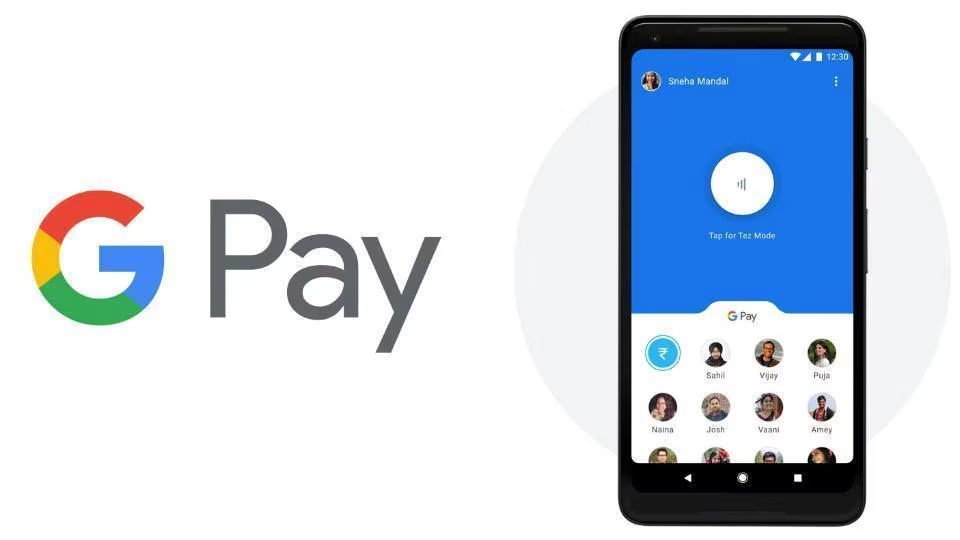 G Pay
12:30
Sneha Mandal
Tap for Tez Mode
G Pay
₹
Sahil
Vijay
Puja
Naina
Josh
Vaani
Amey